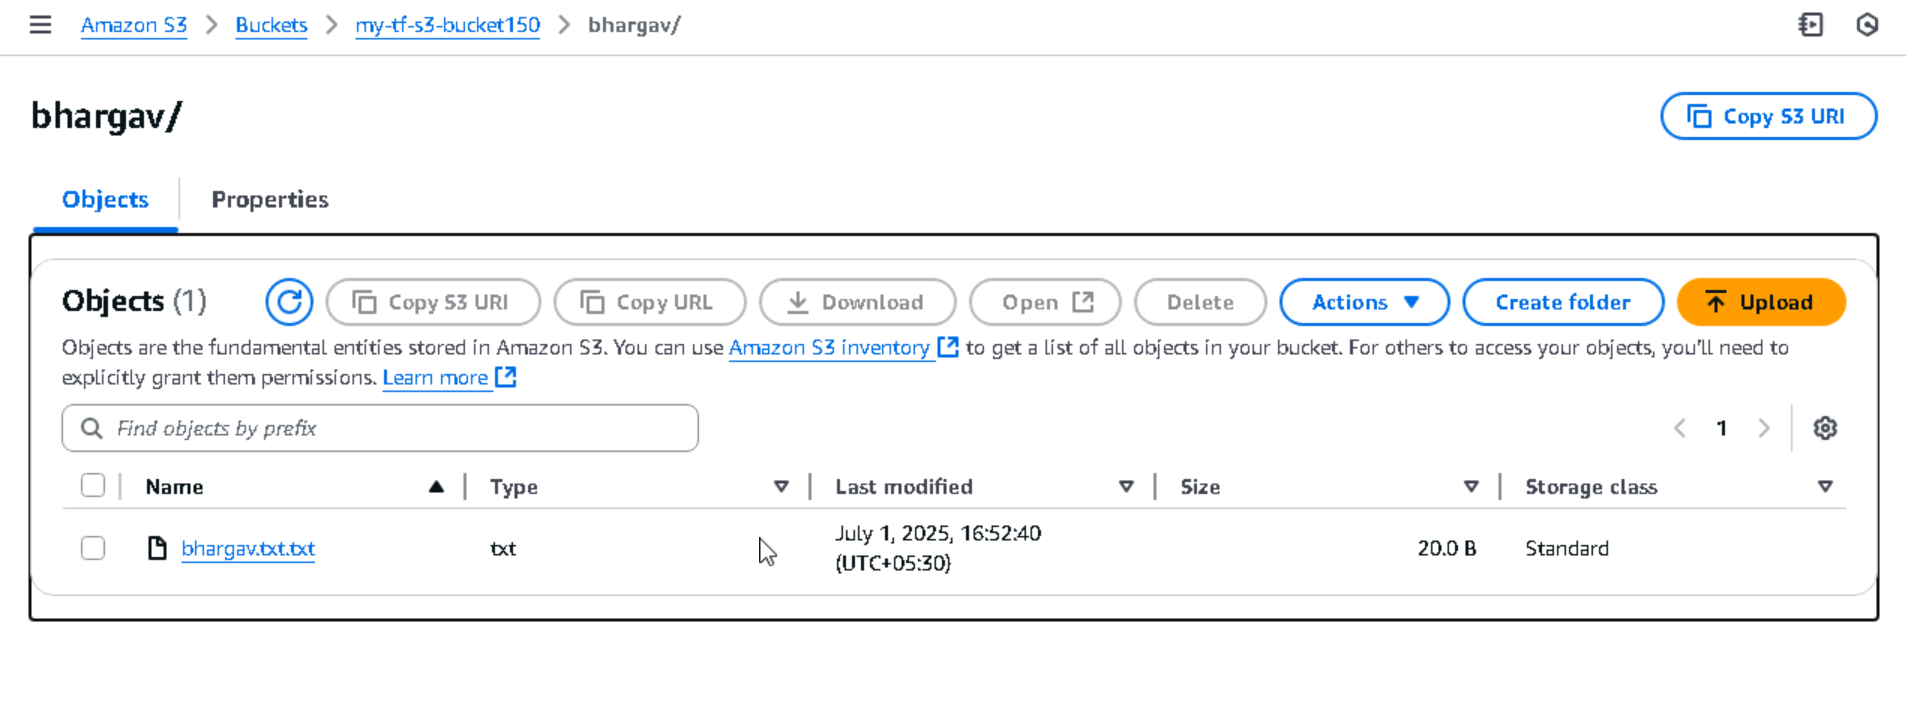 Amazon S3 > Buckets > my-tf-s3-bucket150 > bhargav/
bhargav/
Copy S3 URI
Objects Properties
Objects (1) Copy S3 URI Copy URL Download Open Delete Actions Create folder Upload
Objects are the fundamental entities stored in Amazon S3. You can use Amazon S3 inventory to get a list of all objects in your bucket. For others to access your objects, you'll need to
explicitly grant them permissions. Learn more
Find objects by prefix
1
Name Type Last modified Size Storage class
bhargav.txt.txt txt July 1, 2025, 16:52:40 20.0 B Standard
(UTC+05:30)